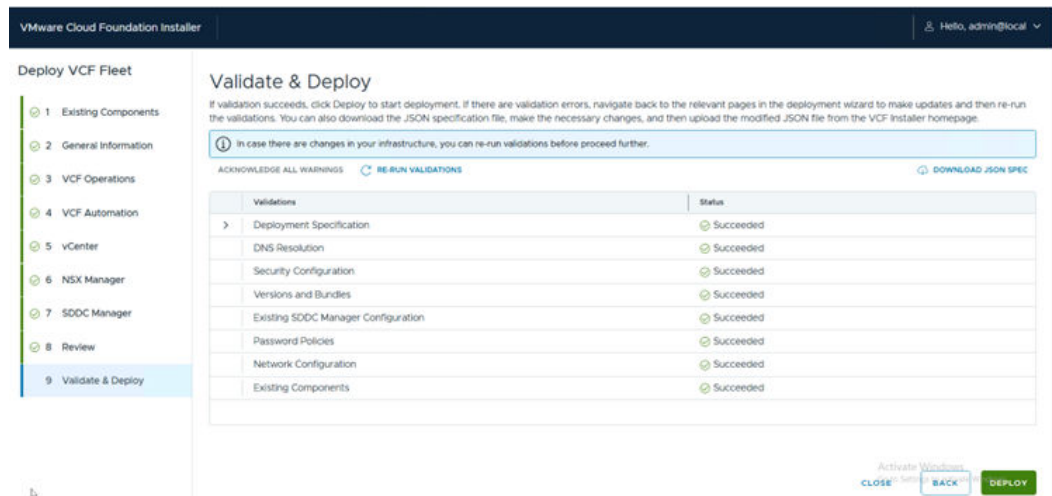 VMware Cloud Foundation Installer
Hello, admin@local
Deploy VCF Fleet
1 Existing Components
2 General Information
3 VCF Operations
4 VCF Automation
5 vCenter
6 NSX Manager
7 SDDC Manager
8 Review
9 Validate & Deploy
Validate & Deploy
If validation succeeds, click Deploy to start deployment. If there are validation errors, navigate back to the relevant pages in the deployment wizard to make updates and then re-run
the validations. You can also download the JSON specification file, make the necessary changes, and then upload the modified JSON file from the VCF Installer homepage.
In case there are changes in your infrastructure, you can re-run validations before proceed further.
ACKNOWLEDGE ALL WARNINGS RE-RUN VALIDATIONS DOWNLOAD JSON SPEC
Validations Status
Deployment Specification Succeeded
DNS Resolution Succeeded
Security Configuration Succeeded
Versions and Bundles Succeeded
Existing SDDC Manager Configuration Succeeded
Password Policies Succeeded
Network Configuration Succeeded
Existing Components Succeeded
Activate Windows
CLOSE BACK DEPLOY